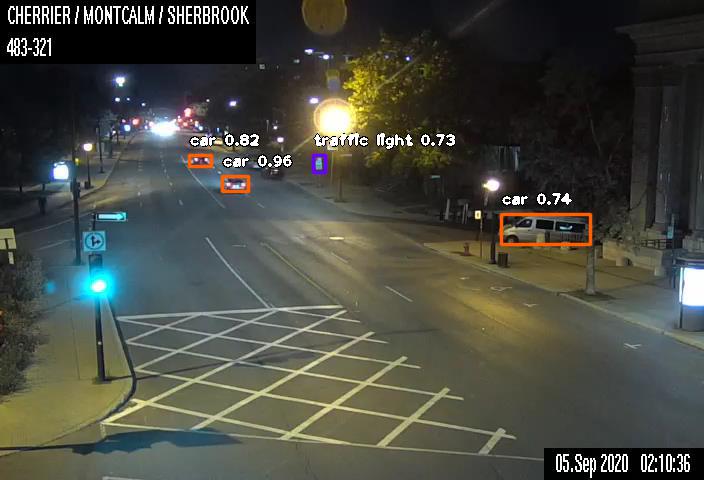 CHERRIER / MONTCALM / SHERBROOK
483-321
car 0.82
traffic light 0.73
car 0.96
car 0.74
05.Sep 2020 02:10:36